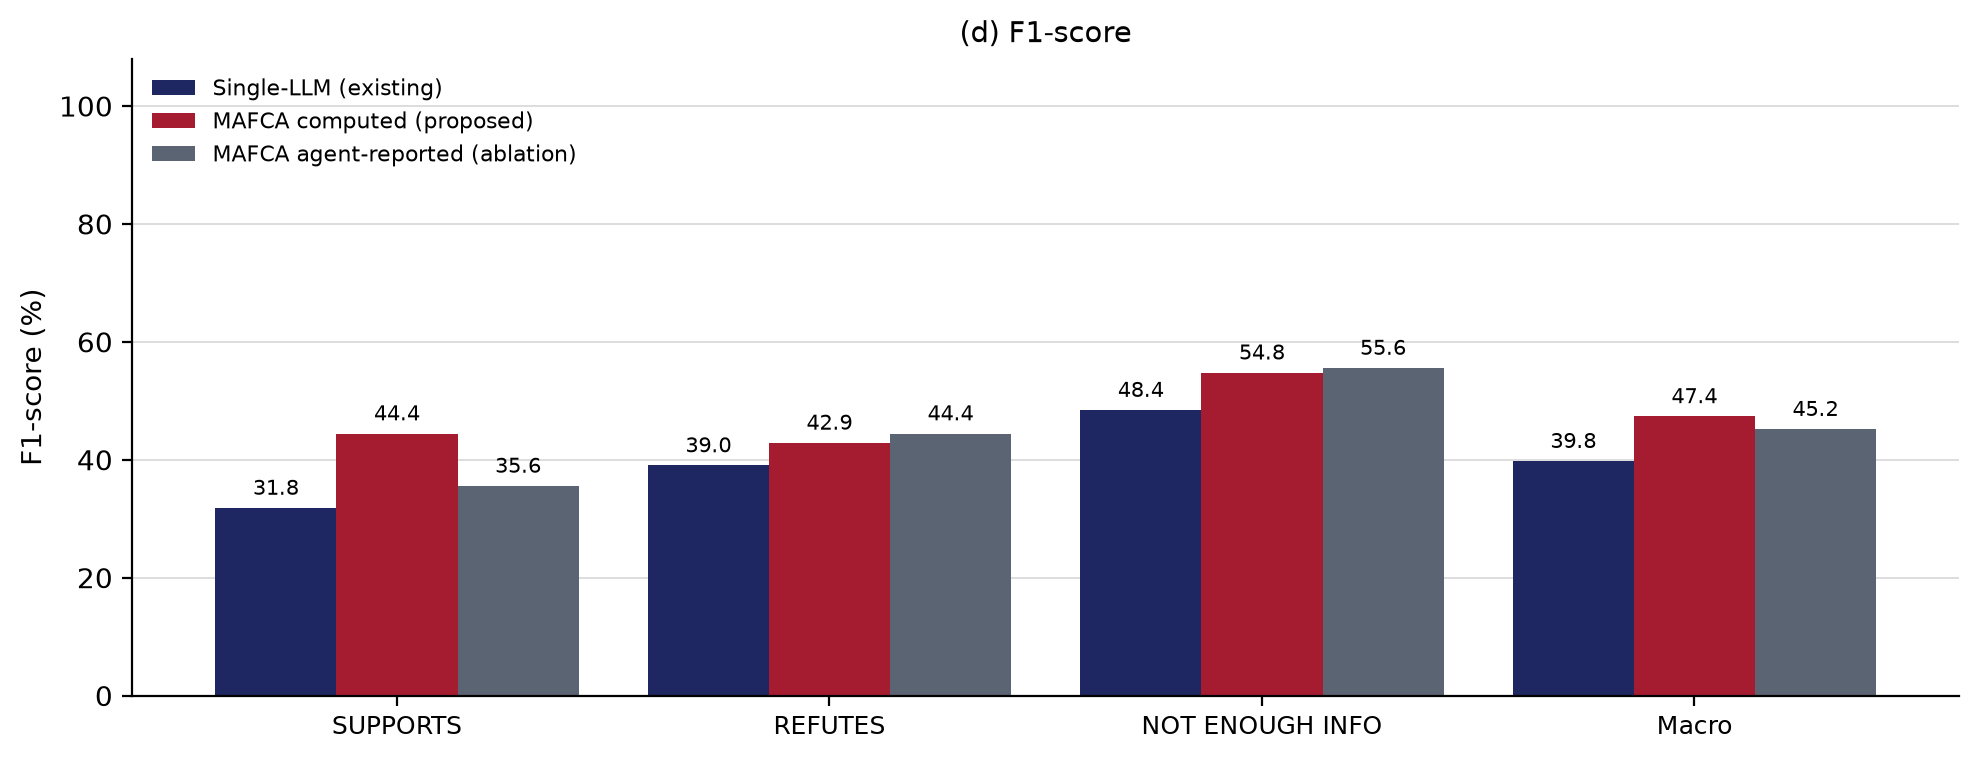 (d) F1-score
Single-LLM (existing)
MAFCA computed (proposed)
MAFCA agent-reported (ablation)
F1-score (%)
100
80
60
40
20
0
31.8
44.4
35.6
39.0
42.9
44.4
48.4
54.8
55.6
39.8
47.4
45.2
SUPPORTS
REFUTES
NOT ENOUGH INFO
Macro